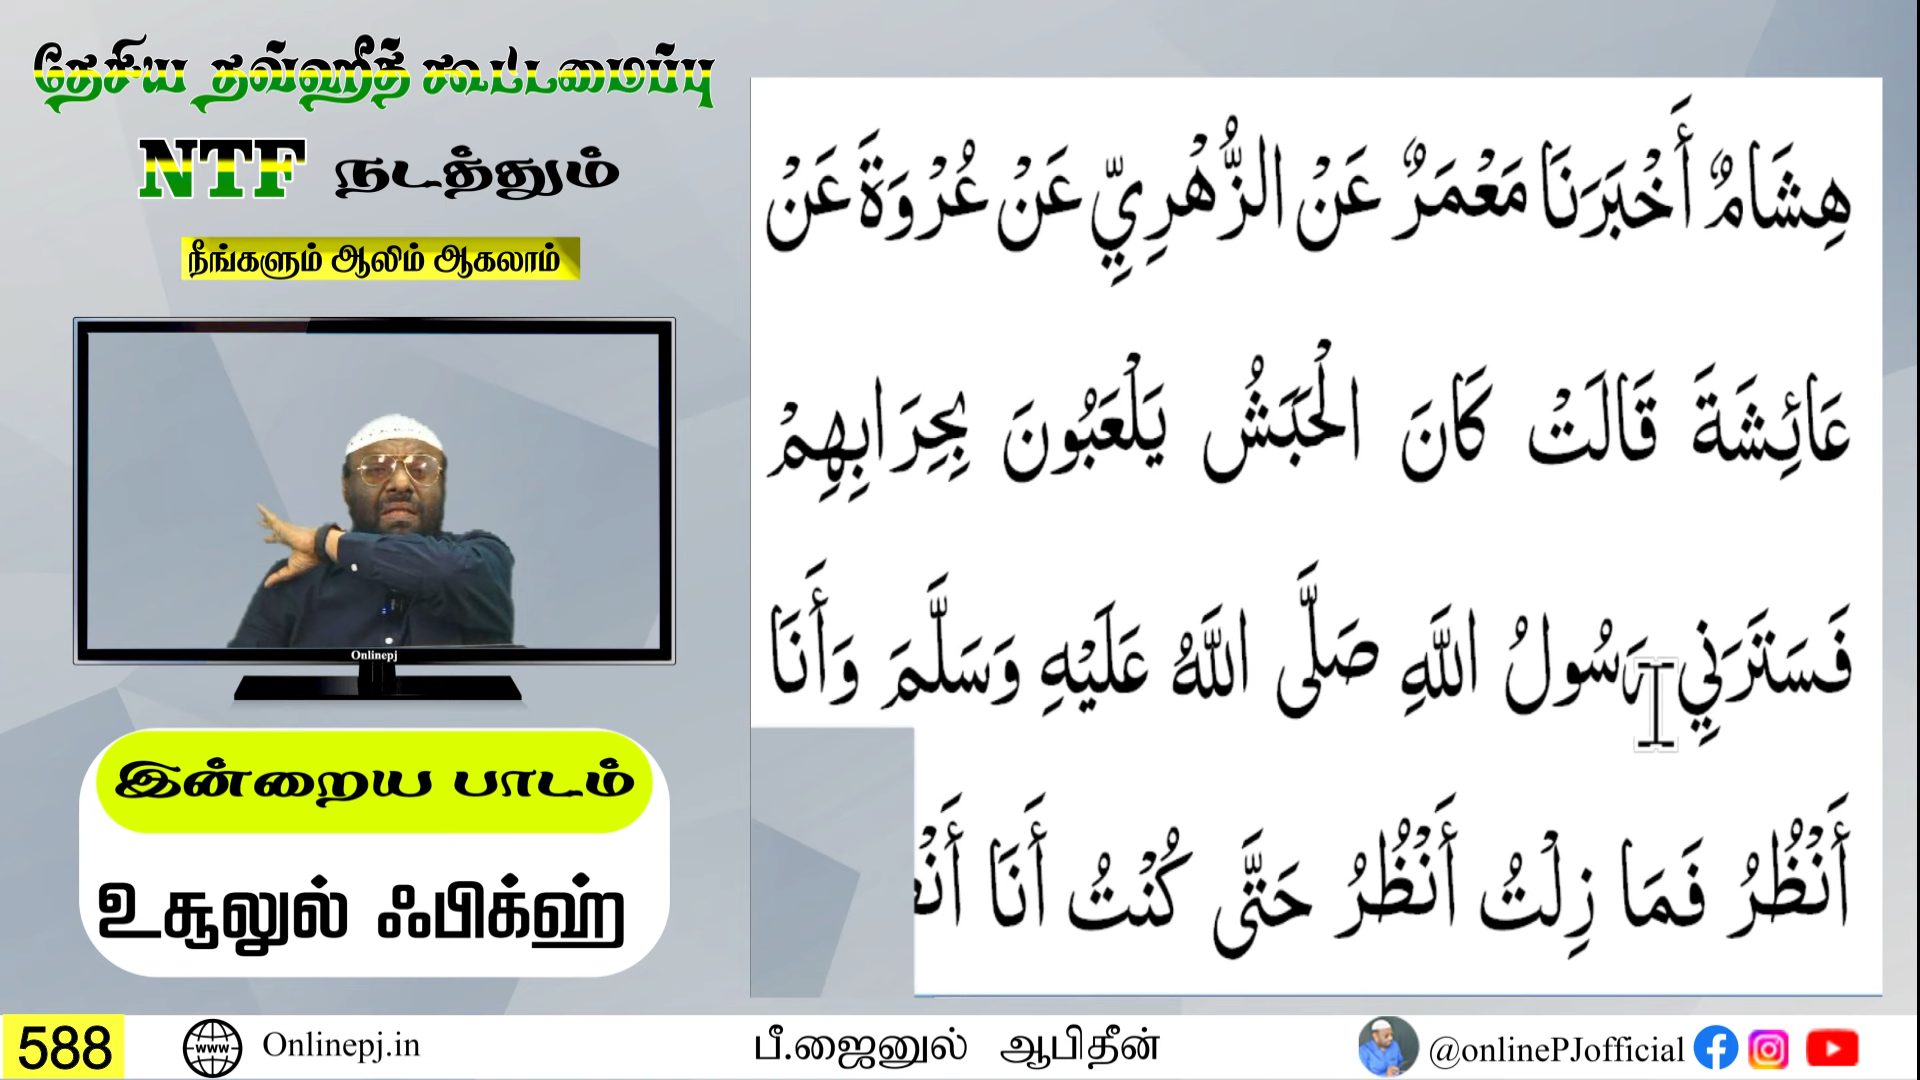 தேசிய தவ்ஹீத் கூட்டமைப்பு
NTF நடத்தும்
நீங்களும் ஆலிம் ஆகலாம்
Onlinepj
இன்றைய பாடம்
உசூலுல் ஃபிக்ஹ்
هِشَامٌ أَخْبَرَنَا مَعْمَرٌ عَنْ الزُّهْرِيِّ عَنْ عُرْوَةَ عَنْ
عَائِشَةَ قَالَتْ كَانَ الْحَبَشُ يَلْعَبُونَ بِحِرَابِهِمْ
فَسَتَرَنِي رَسُولُ اللَّهِ صَلَّى اللَّهُ عَلَيْهِ وَسَلَّمَ وَأَنَا
أَنْظُرُ فَمَا زِلْتُ أَنْظُرُ حَتَّى كُنْتُ أَنَا
588
www
Onlinepj.in
பீ.ஜைனுல் ஆபிதீன்
@onlinePJofficial